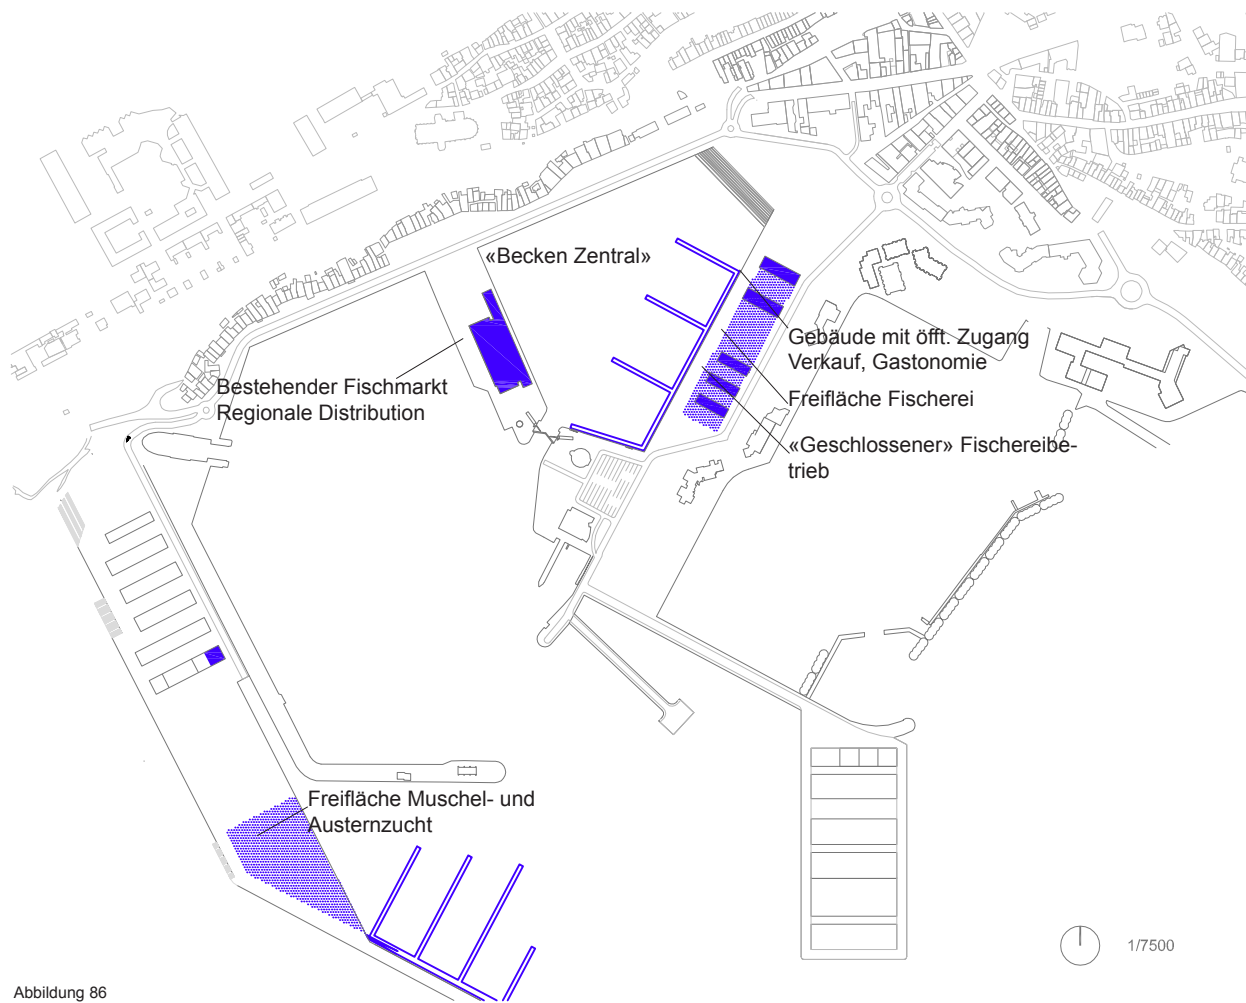 «Becken Zentral»
Gebäude mit öfft. Zugang
Verkauf, Gastonomie
Bestehender Fischmarkt
Regionale Distribution
Freifläche Fischerei
«Geschlossener» Fischereibe-
trieb
Freifläche Muschel- und
Austernzucht
1/7500
Abbildung 86